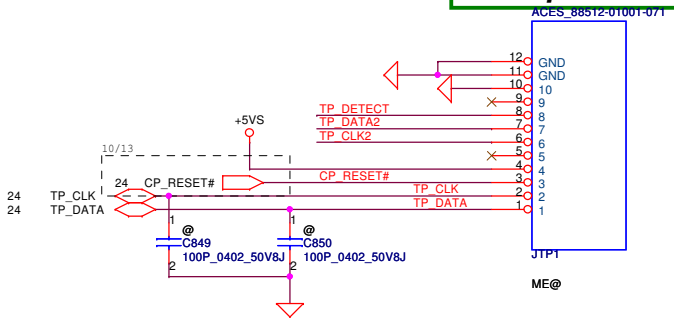 ACES_88512-01001-071
12 GND
11 GND
10 10
9 9
TP_DETECT 8 8
TP_DATA2 7 7
TP_CLK2 6 6
+5VS
5 5
4 4
10/13
24 CP_RESET# CP_RESET# 3 3
24 TP_CLK TP_CLK 2 2
24 TP_DATA TP_DATA 1 1
1 1
@ @
C849 C850
100P_0402_50V8J 100P_0402_50V8J
2 2
JTP1
ME@